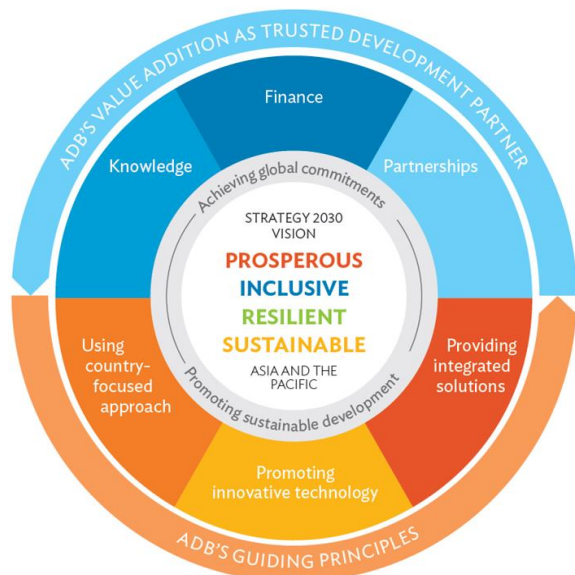 ADB'S VALUE ADDITION AS TRUSTED DEVELOPMENT PARTNER
Finance
Knowledge
Partnerships
Achieving global commitments
STRATEGY 2030
VISION
PROSPEROUS
INCLUSIVE
RESILIENT
SUSTAINABLE
ASIA AND THE
PACIFIC
Promoting sustainable development
Using
country-
focused
approach
Providing
integrated
solutions
Promoting
innovative technology
ADB'S GUIDING PRINCIPLES